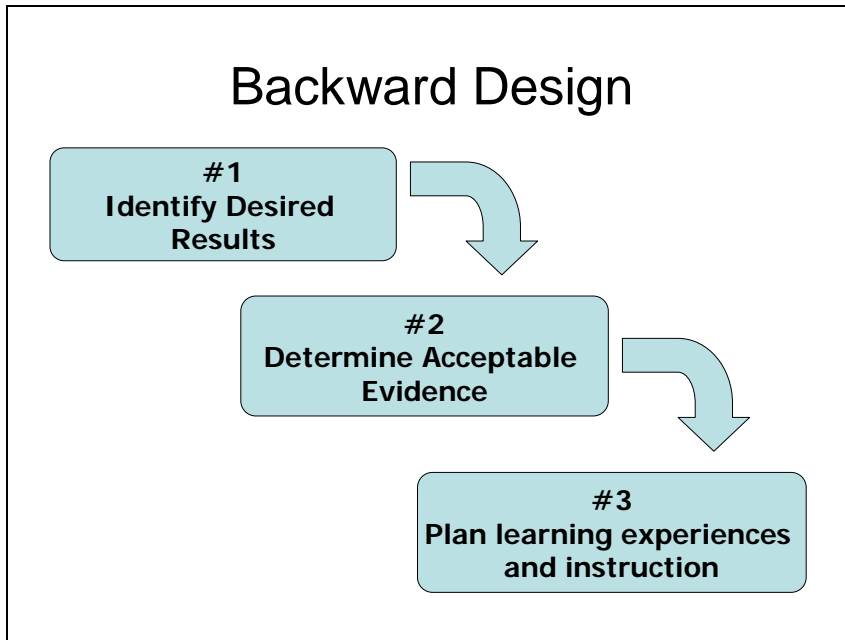 Backward Design
#1
Identify Desired
Results
#2
Determine Acceptable
Evidence
#3
Plan learning experiences
and instruction